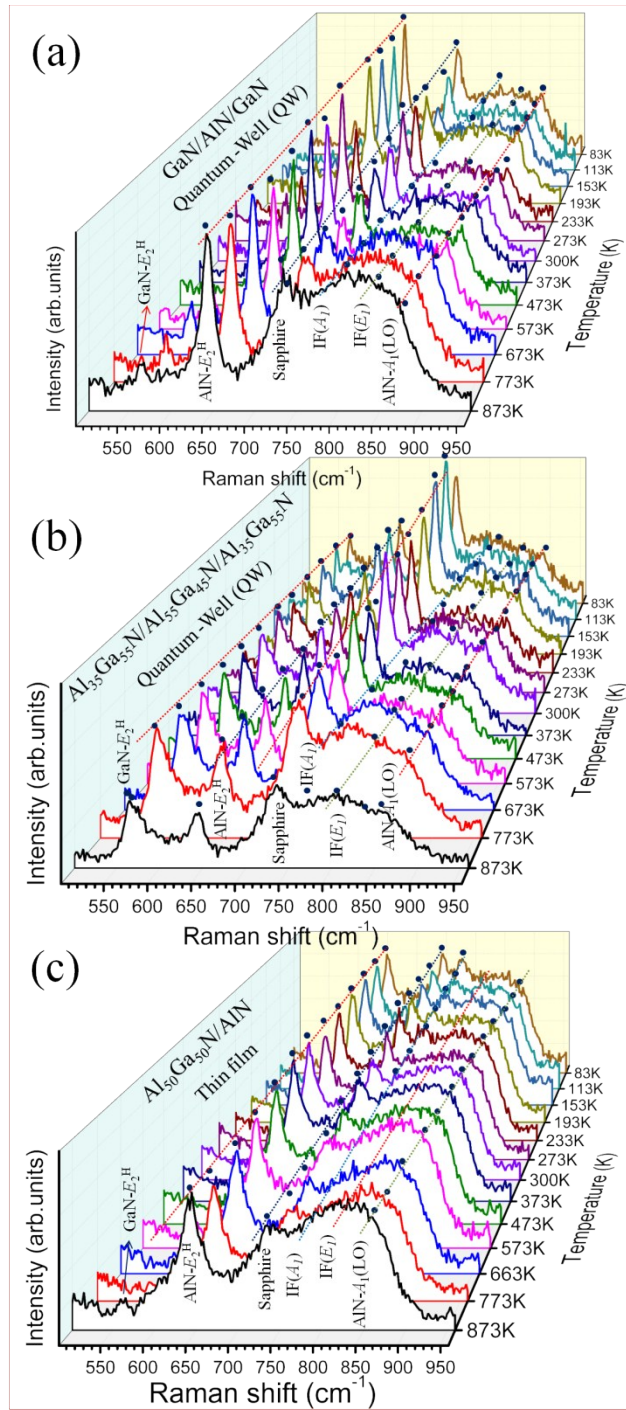 (a)
GaN/AlN/GaN
Quantum-Well (QW)
Intensity (arb.units)
GaN-E₂ᴴ
AlN-E₂ᴴ
Sapphire
IF(A₁)
IF(E₁)
AlN-A₁(LO)
83K
113K
153K
193K
233K
273K
300K
373K
473K
573K
673K
773K
873K
Temperature (K)
550 600 650 700 750 800 850 900 950
Raman shift (cm⁻¹)
(b)
Al₃₅Ga₅₅N/Al₅₅Ga₄₅N/Al₃₅Ga₅₅N
Quantum-Well (QW)
Intensity (arb.units)
GaN-E₂ᴴ
AlN-E₂ᴴ
Sapphire
IF(A₁)
IF(E₁)
AlN-A₁(LO)
83K
113K
153K
193K
233K
273K
300K
373K
473K
573K
673K
773K
873K
Temperature (K)
550 600 650 700 750 800 850 900 950
Raman shift (cm⁻¹)
(c)
Al₅₀Ga₅₀N/AlN
Thin film
Intensity (arb.units)
GaN-E₂ᴴ
AlN-E₂ᴴ
Sapphire
IF(A₁)
IF(E₁)
AlN-A₁(LO)
83K
113K
153K
193K
233K
273K
300K
373K
473K
573K
663K
773K
873K
Temperature (K)
550 600 650 700 750 800 850 900 950
Raman shift (cm⁻¹)